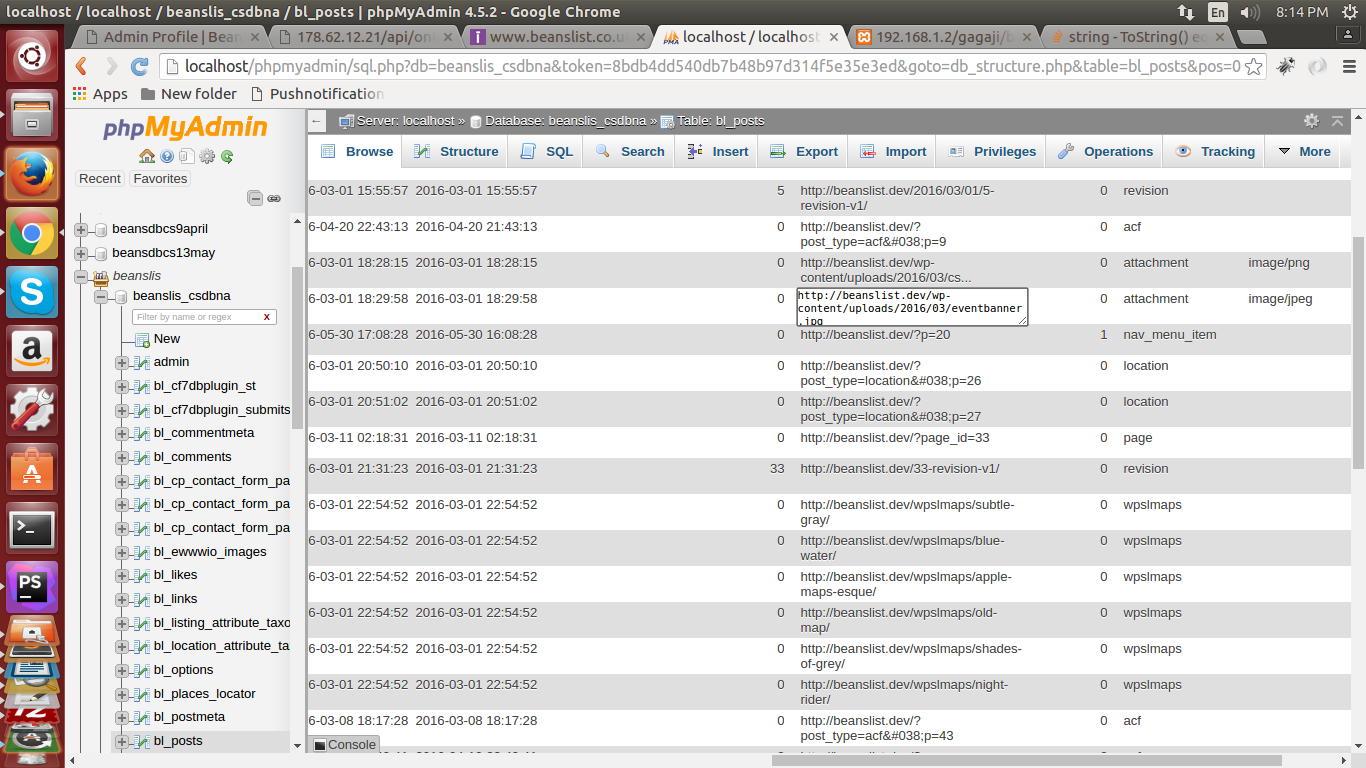 localhost / localhost / beanslis_csdbna / bl_posts | phpMyAdmin 4.5.2 - Google Chrome
En
8:14 PM
Admin Profile | Bean
178.62.12.21/api/onl
www.beanslist.co.u
localhost / localhost
192.168.1.2/gagaji/b
string - ToString() eq
localhost/phpmyadmin/sql.php?db=beanslis_csdbna&token=8bdb4dd540db7b48b97d314f5e35e3ed&goto=db_structure.php&table=bl_posts&pos=0
Apps
New folder
Pushnotification
phpMyAdmin
Recent
Favorites
beansdbcs9april
beansdbcs13may
beanslis
beanslis_csdbna
Filter by name or regex
X
New
admin
bl_cf7dbplugin_st
bl_cf7dbplugin_submits
bl_commentmeta
bl_comments
bl_cp_contact_form_pa
bl_cp_contact_form_pa
bl_cp_contact_form_pa
bl_ewwwio_images
bl_likes
bl_links
bl_listing_attribute_taxo
bl_location_attribute_ta
bl_options
bl_places_locator
bl_postmeta
bl_posts
Server: localhost » Database: beanslis_csdbna » Table: bl_posts
Browse
Structure
SQL
Search
Insert
Export
Import
Privileges
Operations
Tracking
More
6-03-01 15:55:57 2016-03-01 15:55:57 5 http://beanslist.dev/2016/03/01/5- 0 revision
revision-v1/
6-04-20 22:43:13 2016-04-20 21:43:13 0 http://beanslist.dev/? 0 acf
post_type=acf&#038;p=9
6-03-01 18:28:15 2016-03-01 18:28:15 0 http://beanslist.dev/wp- 0 attachment image/png
content/uploads/2016/03/cs...
6-03-01 18:29:58 2016-03-01 18:29:58 0 http://beanslist.dev/wp- 0 attachment image/jpeg
content/uploads/2016/03/eventbanner
.jpg
6-05-30 17:08:28 2016-05-30 16:08:28 0 http://beanslist.dev/?p=20 1 nav_menu_item
6-03-01 20:50:10 2016-03-01 20:50:10 0 http://beanslist.dev/? 0 location
post_type=location&#038;p=26
6-03-01 20:51:02 2016-03-01 20:51:02 0 http://beanslist.dev/? 0 location
post_type=location&#038;p=27
6-03-11 02:18:31 2016-03-11 02:18:31 0 http://beanslist.dev/?page_id=33 0 page
6-03-01 21:31:23 2016-03-01 21:31:23 33 http://beanslist.dev/33-revision-v1/ 0 revision
6-03-01 22:54:52 2016-03-01 22:54:52 0 http://beanslist.dev/wpslmaps/subtle- 0 wpslmaps
gray/
6-03-01 22:54:52 2016-03-01 22:54:52 0 http://beanslist.dev/wpslmaps/blue- 0 wpslmaps
water/
6-03-01 22:54:52 2016-03-01 22:54:52 0 http://beanslist.dev/wpslmaps/apple- 0 wpslmaps
maps-esque/
6-03-01 22:54:52 2016-03-01 22:54:52 0 http://beanslist.dev/wpslmaps/old- 0 wpslmaps
map/
6-03-01 22:54:52 2016-03-01 22:54:52 0 http://beanslist.dev/wpslmaps/shades- 0 wpslmaps
of-grey/
6-03-01 22:54:52 2016-03-01 22:54:52 0 http://beanslist.dev/wpslmaps/night- 0 wpslmaps
rider/
6-03-08 18:17:28 2016-03-08 18:17:28 0 http://beanslist.dev/? 0 acf
post_type=acf&#038;p=43
Console